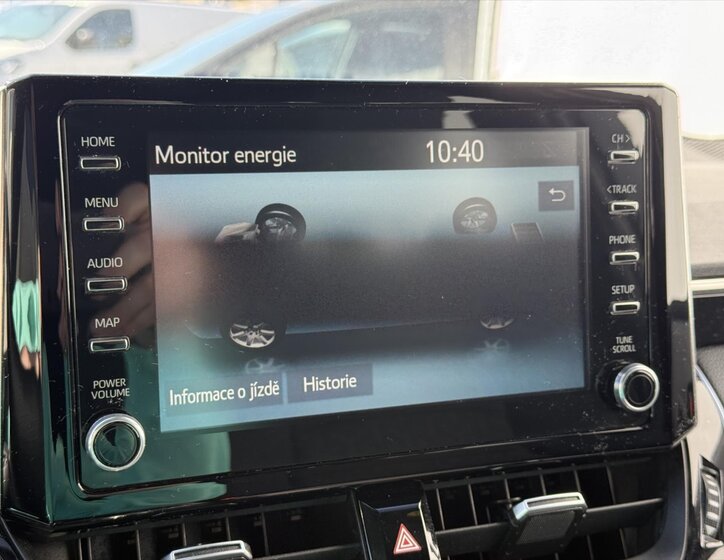 Monitor energie 10:40
Informace o jízdě Historie
HOME
MENU
AUDIO
MAP
POWER
VOLUME
CH >
< TRACK
PHONE
SETUP
TUNE
SCROLL